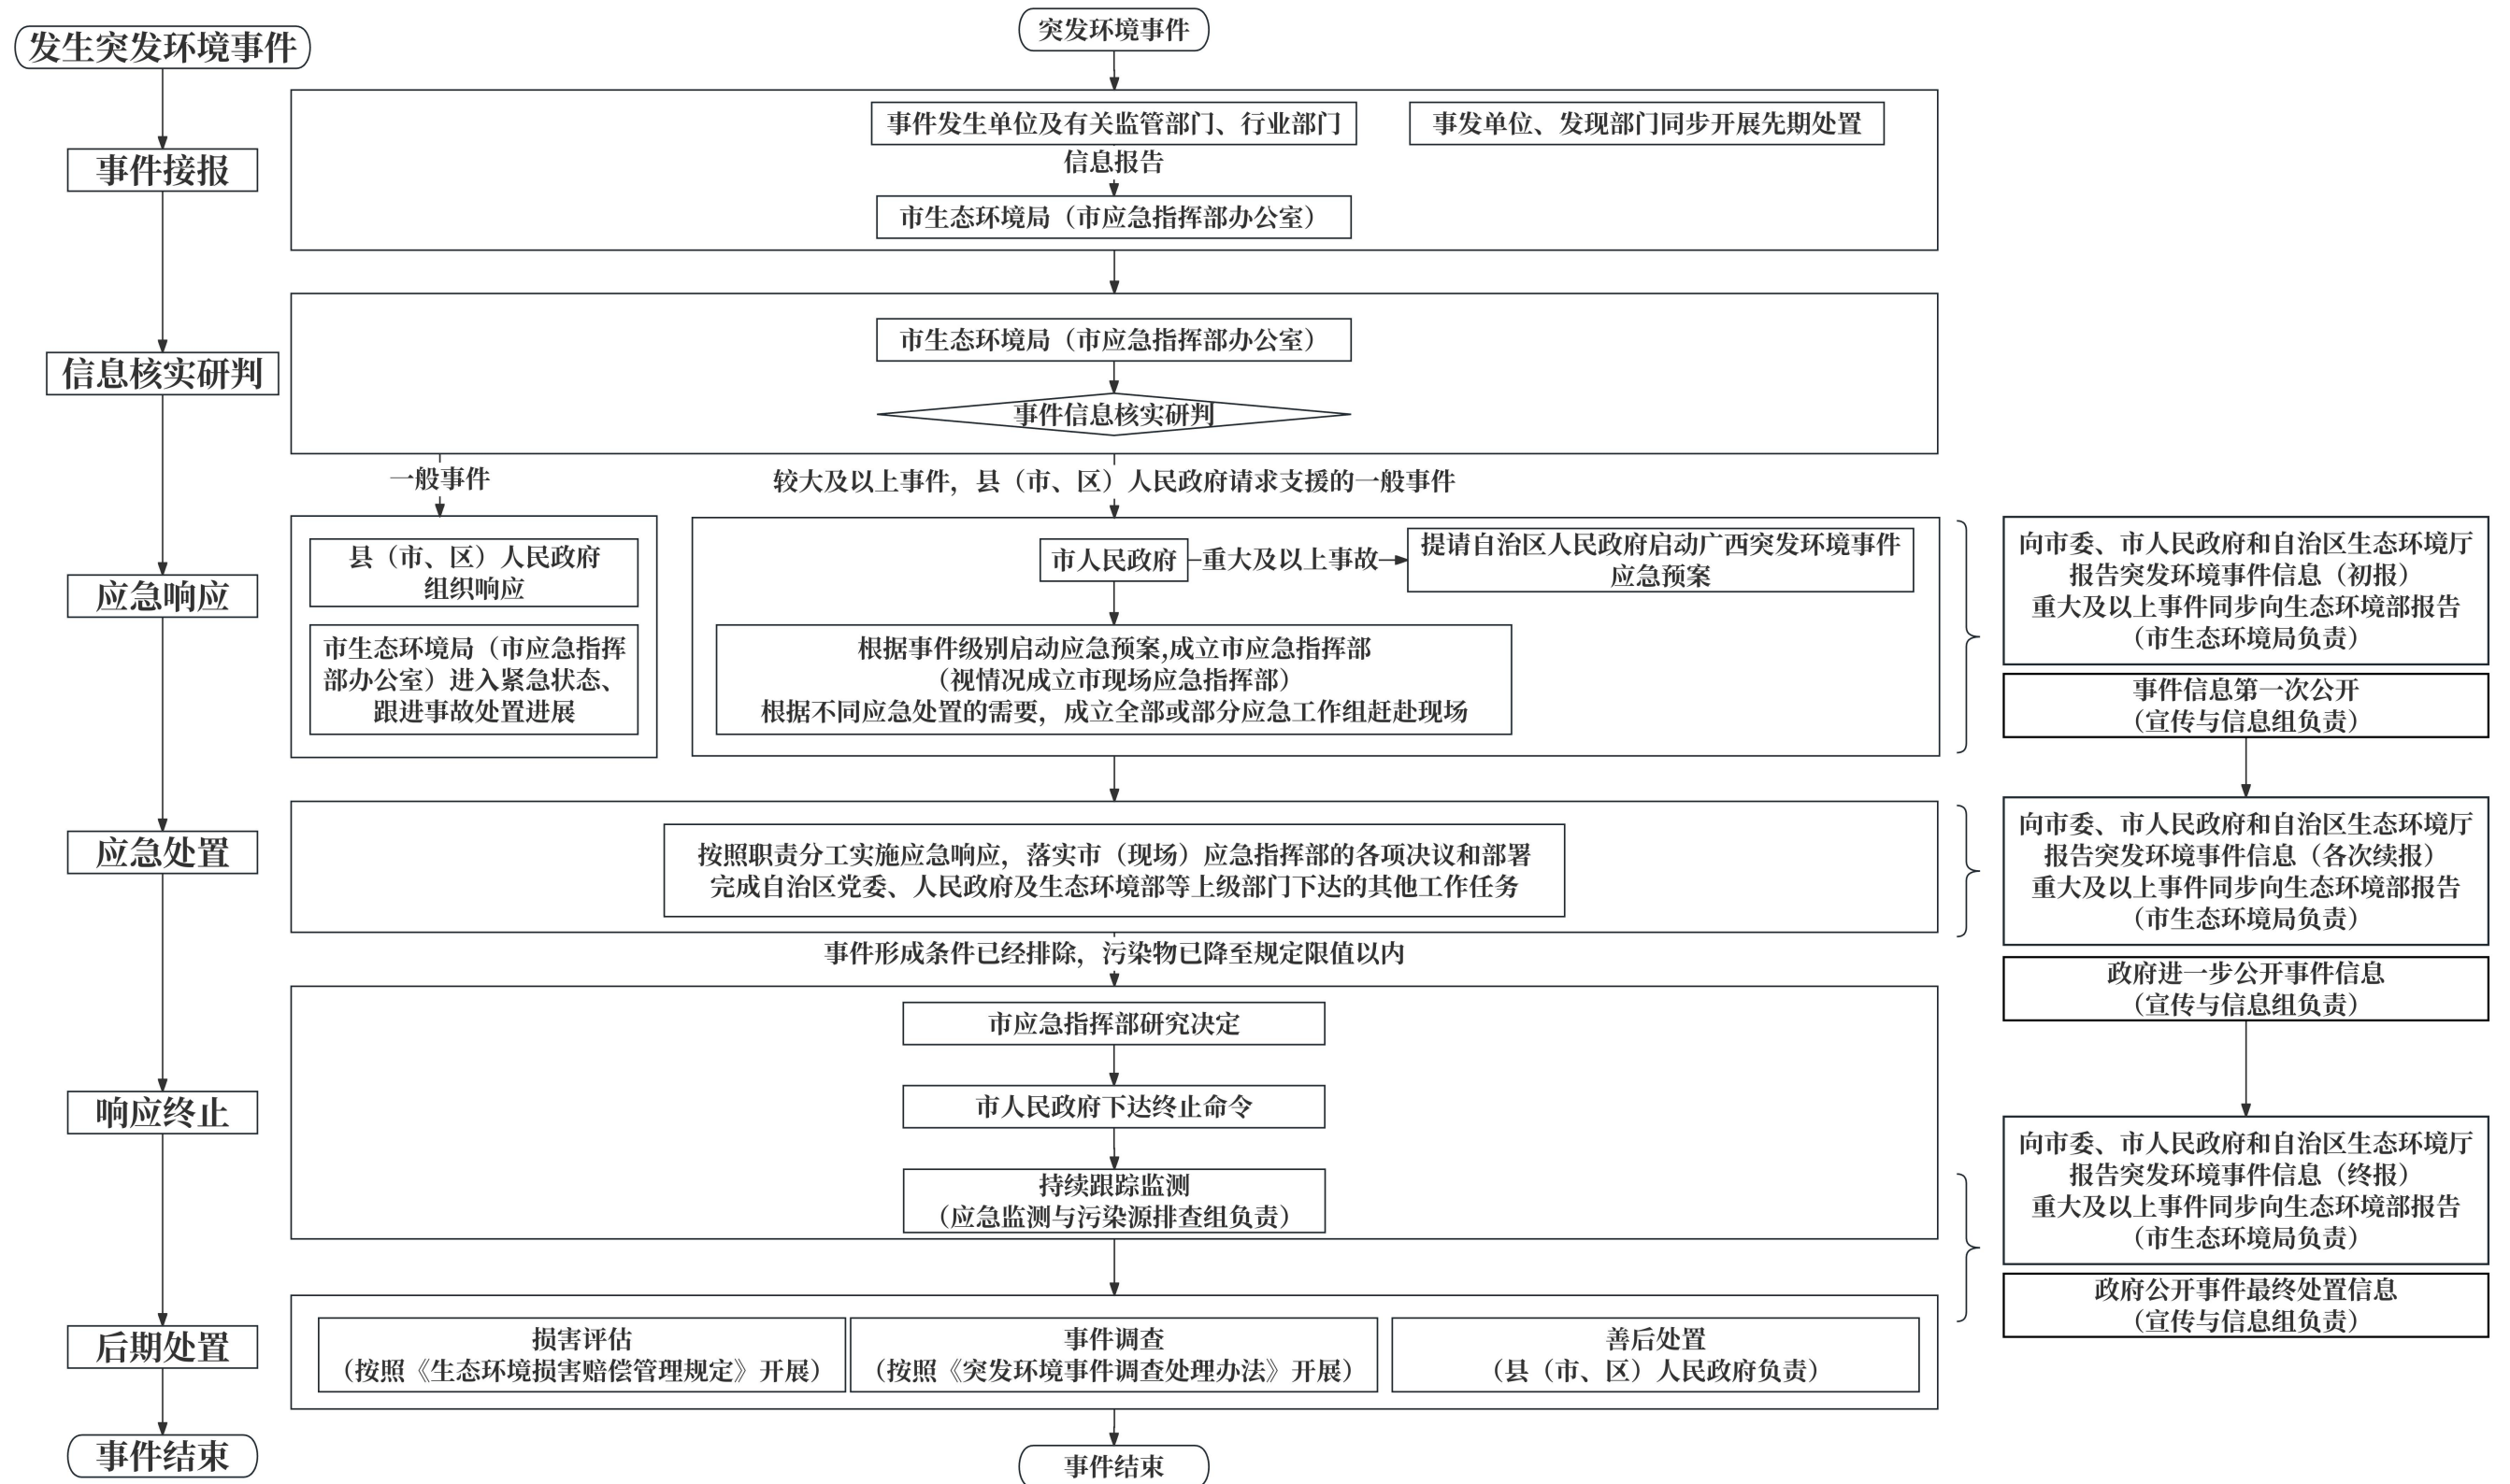 发生突发环境事件
事件接报
信息核实研判
应急响应
应急处置
响应终止
后期处置
事件结束
突发环境事件
事件发生单位及有关监管部门、行业部门
事发单位、发现部门同步开展先期处置
信息报告
市生态环境局（市应急指挥部办公室）
市生态环境局（市应急指挥部办公室）
事件信息核实研判
一般事件
较大及以上事件，县（市、区）人民政府请求支援的一般事件
县（市、区）人民政府
组织响应
市生态环境局（市应急指挥
部办公室）进入紧急状态、
跟进事故处置进展
市人民政府
重大及以上事故
提请自治区人民政府启动广西突发环境事件
应急预案
根据事件级别启动应急预案,成立市应急指挥部
（视情况成立市现场应急指挥部）
根据不同应急处置的需要，成立全部或部分应急工作组赶赴现场
按照职责分工实施应急响应，落实市（现场）应急指挥部的各项决议和部署
完成自治区党委、人民政府及生态环境部等上级部门下达的其他工作任务
事件形成条件已经排除，污染物已降至规定限值以内
市应急指挥部研究决定
市人民政府下达终止命令
持续跟踪监测
（应急监测与污染源排查组负责）
损害评估
（按照《生态环境损害赔偿管理规定》开展）
事件调查
（按照《突发环境事件调查处理办法》开展）
善后处置
（县（市、区）人民政府负责）
事件结束
向市委、市人民政府和自治区生态环境厅
报告突发环境事件信息（初报）
重大及以上事件同步向生态环境部报告
（市生态环境局负责）
事件信息第一次公开
（宣传与信息组负责）
向市委、市人民政府和自治区生态环境厅
报告突发环境事件信息（各次续报）
重大及以上事件同步向生态环境部报告
（市生态环境局负责）
政府进一步公开事件信息
（宣传与信息组负责）
向市委、市人民政府和自治区生态环境厅
报告突发环境事件信息（终报）
重大及以上事件同步向生态环境部报告
（市生态环境局负责）
政府公开事件最终处置信息
（宣传与信息组负责）